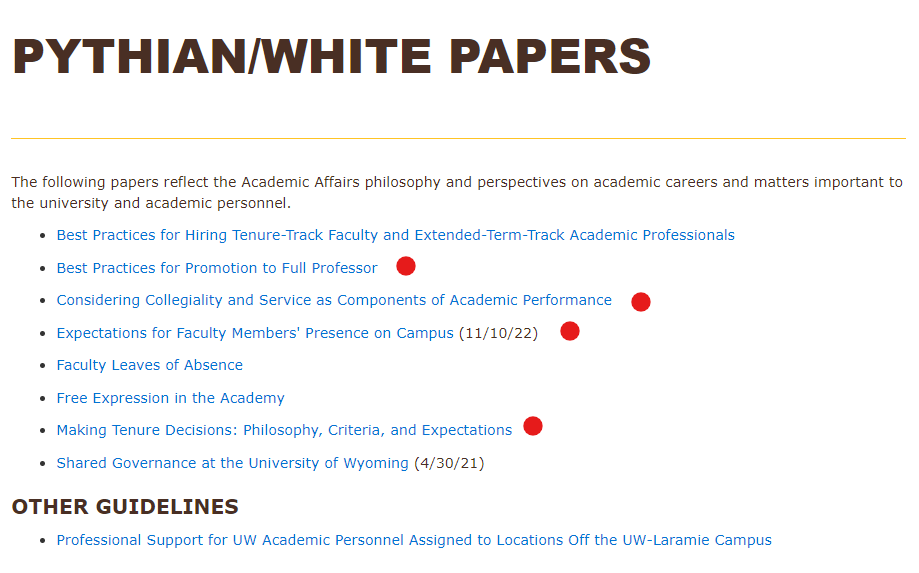 PYTHIAN/WHITE PAPERS
The following papers reflect the Academic Affairs philosophy and perspectives on academic careers and matters important to
the university and academic personnel.
Best Practices for Hiring Tenure-Track Faculty and Extended-Term-Track Academic Professionals
Best Practices for Promotion to Full Professor
Considering Collegiality and Service as Components of Academic Performance
Expectations for Faculty Members' Presence on Campus (11/10/22)
Faculty Leaves of Absence
Free Expression in the Academy
Making Tenure Decisions: Philosophy, Criteria, and Expectations
Shared Governance at the University of Wyoming (4/30/21)
OTHER GUIDELINES
Professional Support for UW Academic Personnel Assigned to Locations Off the UW-Laramie Campus